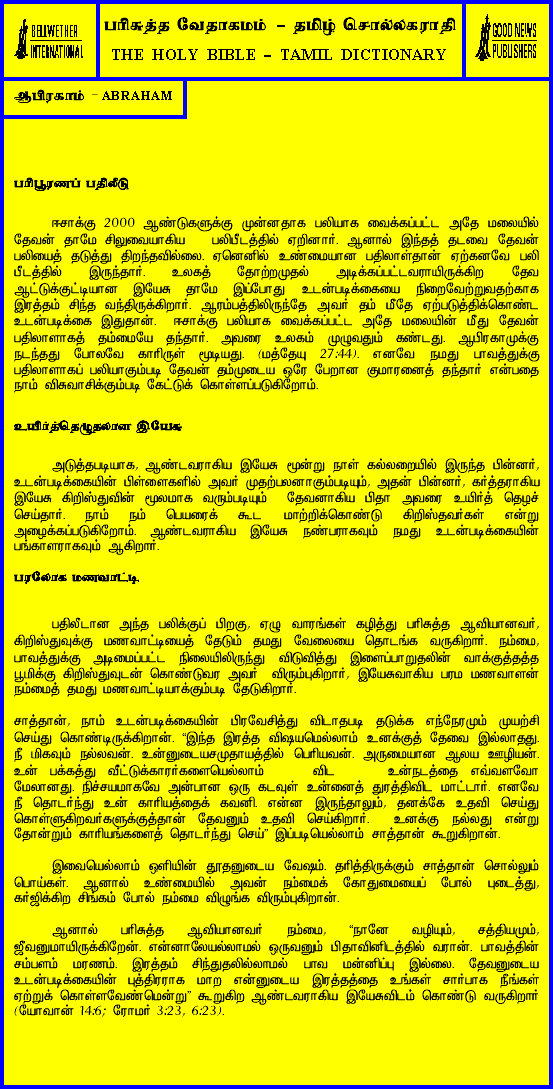 BELLWETHER
INTERNATIONAL
பரிசுத்த வேதாகமம் - தமிழ் சொல்லகராதி
THE HOLY BIBLE - TAMIL DICTIONARY
GOOD NEWS
PUBLISHERS
ஆபிரகாம் - ABRAHAM
பரிபூரணப் பதிலீடு
ஈசாக்கு 2000 ஆண்டுகளுக்கு முன்னதாக பலியாக வைக்கப்பட்ட அதே மலையில்
தேவன் தாமே சிலுவையாகிய பலிபீடத்தில் ஏறினார். ஆனால் இந்தத் தடவை தேவன்
பலியைத் தடுத்து திறந்தவில்லை. ஏனெனில் உண்மையான பதிலாள்தான் ஏற்கனவே பலி
பீடத்தில் இருந்தார். உலகத் தோற்றமுதல் அடிக்கப்பட்டவராயிருக்கிற தேவ
ஆட்டுக்குட்டியான இயேசு தாமே இப்போது உடன்படிக்கையை நிறைவேற்றுவதற்காக
இரத்தம் சிந்த வந்திருக்கிறார். ஆரம்பத்திலிருந்தே அவர் தம் மீதே ஏற்படுத்திக்கொண்ட
உடன்படிக்கை இதுதான். ஈசாக்கு பலியாக வைக்கப்பட்ட அதே மலையின் மீது தேவன்
பதிலாளாகத் தம்மையே தந்தார். அவரை உலகம் முழுவதும் கண்டது. ஆபிரகாமுக்கு
நடந்தது போலவே காரிருள் மூடியது. (மத்தேயு 27:44). எனவே நமது பாவத்துக்கு
பதிலாளாகப் பலியாகும்படி தேவன் தம்முடைய ஒரே பேறான குமாரனைத் தந்தார் என்பதை
நாம் விசுவாசிக்கும்படி கேட்டுக் கொள்ளப்படுகிறோம்.
உயிர்த்தெழுதலான இயேசு
அடுத்தபடியாக, ஆண்டவராகிய இயேசு மூன்று நாள் கல்லறையில் இருந்த பின்னர்,
உடன்படிக்கையின் பிள்ளைகளில் அவர் முதற்பலனாகும்படியும், அதன் பின்னர், கர்த்தராகிய
இயேசு கிறிஸ்துவின் மூலமாக வரும்படியும் தேவனாகிய பிதா அவரை உயிர்த் தெழச்
செய்தார். நாம் நம் பெயரைக் கூட மாற்றிக்கொண்டு கிறிஸ்தவர்கள் என்று
அழைக்கப்படுகிறோம். ஆண்டவராகிய இயேசு நண்பராகவும் நமது உடன்படிக்கையின்
பங்காளராகவும் ஆகிறார்.
பரலோக மணவாட்டி.
பதிலீடான அந்த பலிக்குப் பிறகு, ஏழு வாரங்கள் கழித்து பரிசுத்த ஆவியானவர்,
கிறிஸ்துவுக்கு மணவாட்டியைத் தேடும் தமது வேலையை தொடங்க வருகிறார். நம்மை,
பாவத்துக்கு அடிமைப்பட்ட நிலையிலிருந்து விடுவித்து இளைப்பாறுதலின் வாக்குத்தத்த
பூமிக்கு கிறிஸ்துவுடன் கொண்டுவர அவர் விரும்புகிறார், இயேசுவாகிய பரம மணவாளன்
நம்மைத் தமது மணவாட்டியாக்கும்படி தேடுகிறார்.
சாத்தான், நாம் உடன்படிக்கையின் பிரவேசித்து விடாதபடி தடுக்க எந்நேரமும் முயற்சி
செய்து கொண்டிருக்கிறான். "இந்த இரத்த விஷயமெல்லாம் உனக்குத் தேவை இல்லாதது.
நீ மிகவும் நல்லவன். உன்னுடையசமுதாயத்தில் பெரியவன். அருமையான ஆலய ஊழியன்.
உன் பக்கத்து வீட்டுக்காரர்களையெல்லாம் விட உன்நடத்தை எவ்வளவோ
மேலானது. நிச்சயமாகவே அன்பான ஒரு கடவுள் உன்னைத் துரத்திவிட மாட்டார். எனவே
நீ தொடர்ந்து உன் காரியத்தைக் கவனி. என்ன இருந்தாலும், தனக்கே உதவி செய்து
கொள்ளுகிறவர்களுக்குத்தான் தேவனும் உதவி செய்கிறார். உனக்கு நல்லது என்று
தோன்றும் காரியங்களைத் தொடர்ந்து செய்" இப்படியெல்லாம் சாத்தான் கூறுகிறான்.
இவையெல்லாம் ஒளியின் தூதனுடைய வேஷம். தரித்திருக்கும் சாத்தான் சொல்லும்
பொய்கள். ஆனால் உண்மையில் அவன் நம்மைக் கோதுமையைப் போல் புடைத்து,
கர்ஜிக்கிற சிங்கம் போல் நம்மை விழுங்க விரும்புகிறான்.
ஆனால் பரிசுத்த ஆவியானவர் நம்மை, "நானே வழியும், சத்தியமும்,
ஜீவனுமாயிருக்கிறேன். என்னாலேயல்லாமல் ஒருவனும் பிதாவினிடத்தில் வரான். பாவத்தின்
சம்பளம் மரணம். இரத்தம் சிந்துதலில்லாமல் பாவ மன்னிப்பு இல்லை. தேவனுடைய
உடன்படிக்கையின் புத்திரராக மாற என்னுடைய இரத்தத்தை உங்கள் சார்பாக நீங்கள்
ஏற்றுக் கொள்ளவேண்மென்று" கூறுகிற ஆண்டவராகிய இயேசுவிடம் கொண்டு வருகிறார்
(யோவான் 14:6; ரோமர் 3:23, 6:23).